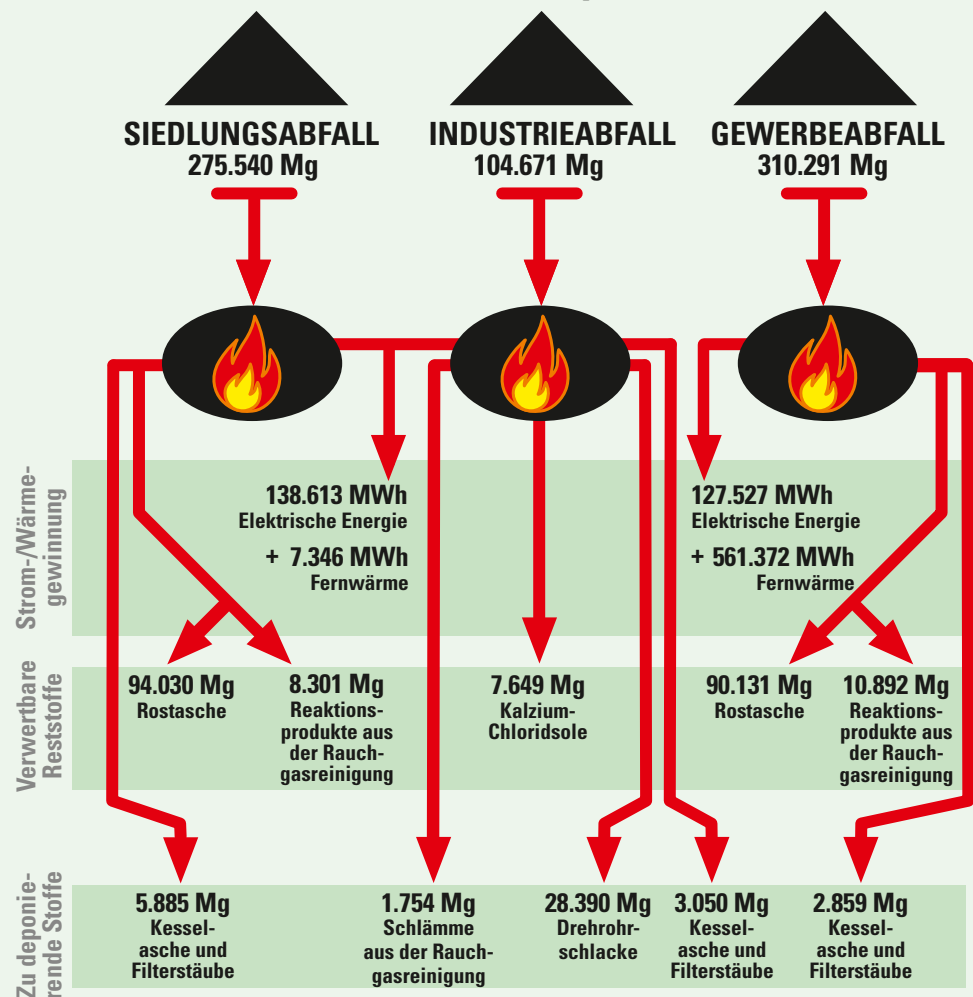 SIEDLUNGSABFALL
275.540 Mg
INDUSTRIEABFALL
104.671 Mg
GEWERBEABFALL
310.291 Mg
Strom-/Wärme-
gewinnung
138.613 MWh
Elektrische Energie
+ 7.346 MWh
Fernwärme
127.527 MWh
Elektrische Energie
+ 561.372 MWh
Fernwärme
Verwertbare
Reststoffe
94.030 Mg
Rostasche
8.301 Mg
Reaktions-
produkte aus
der Rauch-
gasreinigung
7.649 Mg
Kalzium-
Chloridsole
90.131 Mg
Rostasche
10.892 Mg
Reaktions-
produkte aus
der Rauch-
gasreinigung
Zu deponie-
rende Stoffe
5.885 Mg
Kessel-
asche und
Filterstäube
1.754 Mg
Schlämme
aus der Rauch-
gasreinigung
28.390 Mg
Drehrohr-
schlacke
3.050 Mg
Kessel-
asche und
Filterstäube
2.859 Mg
Kessel-
asche und
Filterstäube